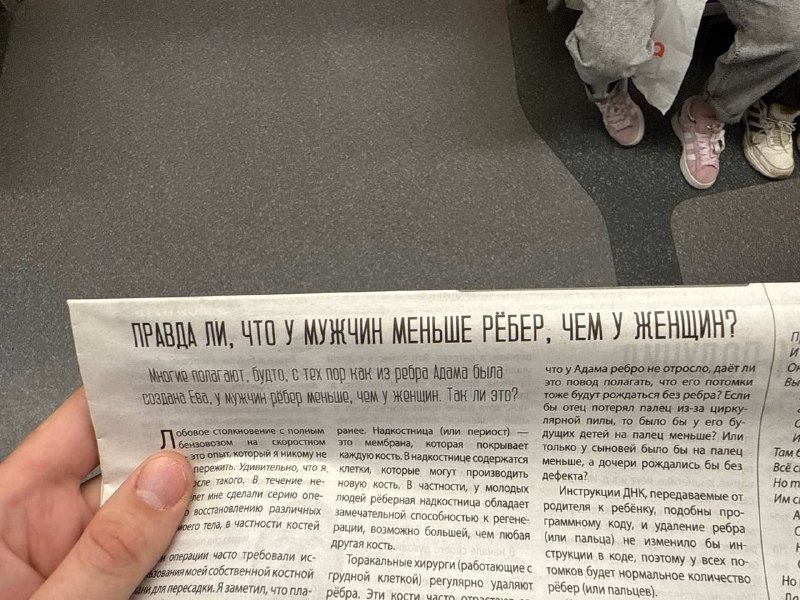 ПРАВДА ЛИ, ЧТО У МУЖЧИН МЕНЬШЕ РЁБЕР, ЧЕМ У ЖЕНЩИН?
Многие полагают, будто, с тех пор как из ребра Адама была
создана Ева, у мужчин рёбер меньше, чем у женщин. Так ли это?
Лобовое столкновение с полным
бензовозом на скоростном
это опыт, который я никому не
пережить. Удивительно, что я
после такого. В течение не-
лет мне сделали серию опе-
о восстановлению различных
моего тела, в частности костей
операции часто требовали ис-
моей собственной костной
для пересадки. Я заметил, что пла-
ранее. Надкостница (или периост) —
это мембрана, которая покрывает
каждую кость. В надкостнице содержатся
клетки, которые могут производить
новую кость. В частности, у молодых
людей рёберная надкостница обладает
замечательной способностью к регене-
рации, возможно большей, чем любая
другая кость.
Торакальные хирурги (работающие с
грудной клеткой) регулярно удаляют
рёбра. Эти кости часто отрастают
что у Адама ребро не отросло, даёт ли
это повод полагать, что его потомки
тоже будут рождаться без ребра? Если
бы отец потерял палец из-за цирку-
лярной пилы, то было бы у его бу-
дущих детей на палец меньше? Или
только у сыновей было бы на палец
меньше, а дочери рождались бы без
дефекта?
Инструкции ДНК, передаваемые от
родителя к ребёнку, подобны про-
граммному коду, и удаление ребра
(или пальца) не изменило бы ин-
струкции в коде, поэтому у всех по-
томков будет нормальное количество
рёбер (или пальцев).